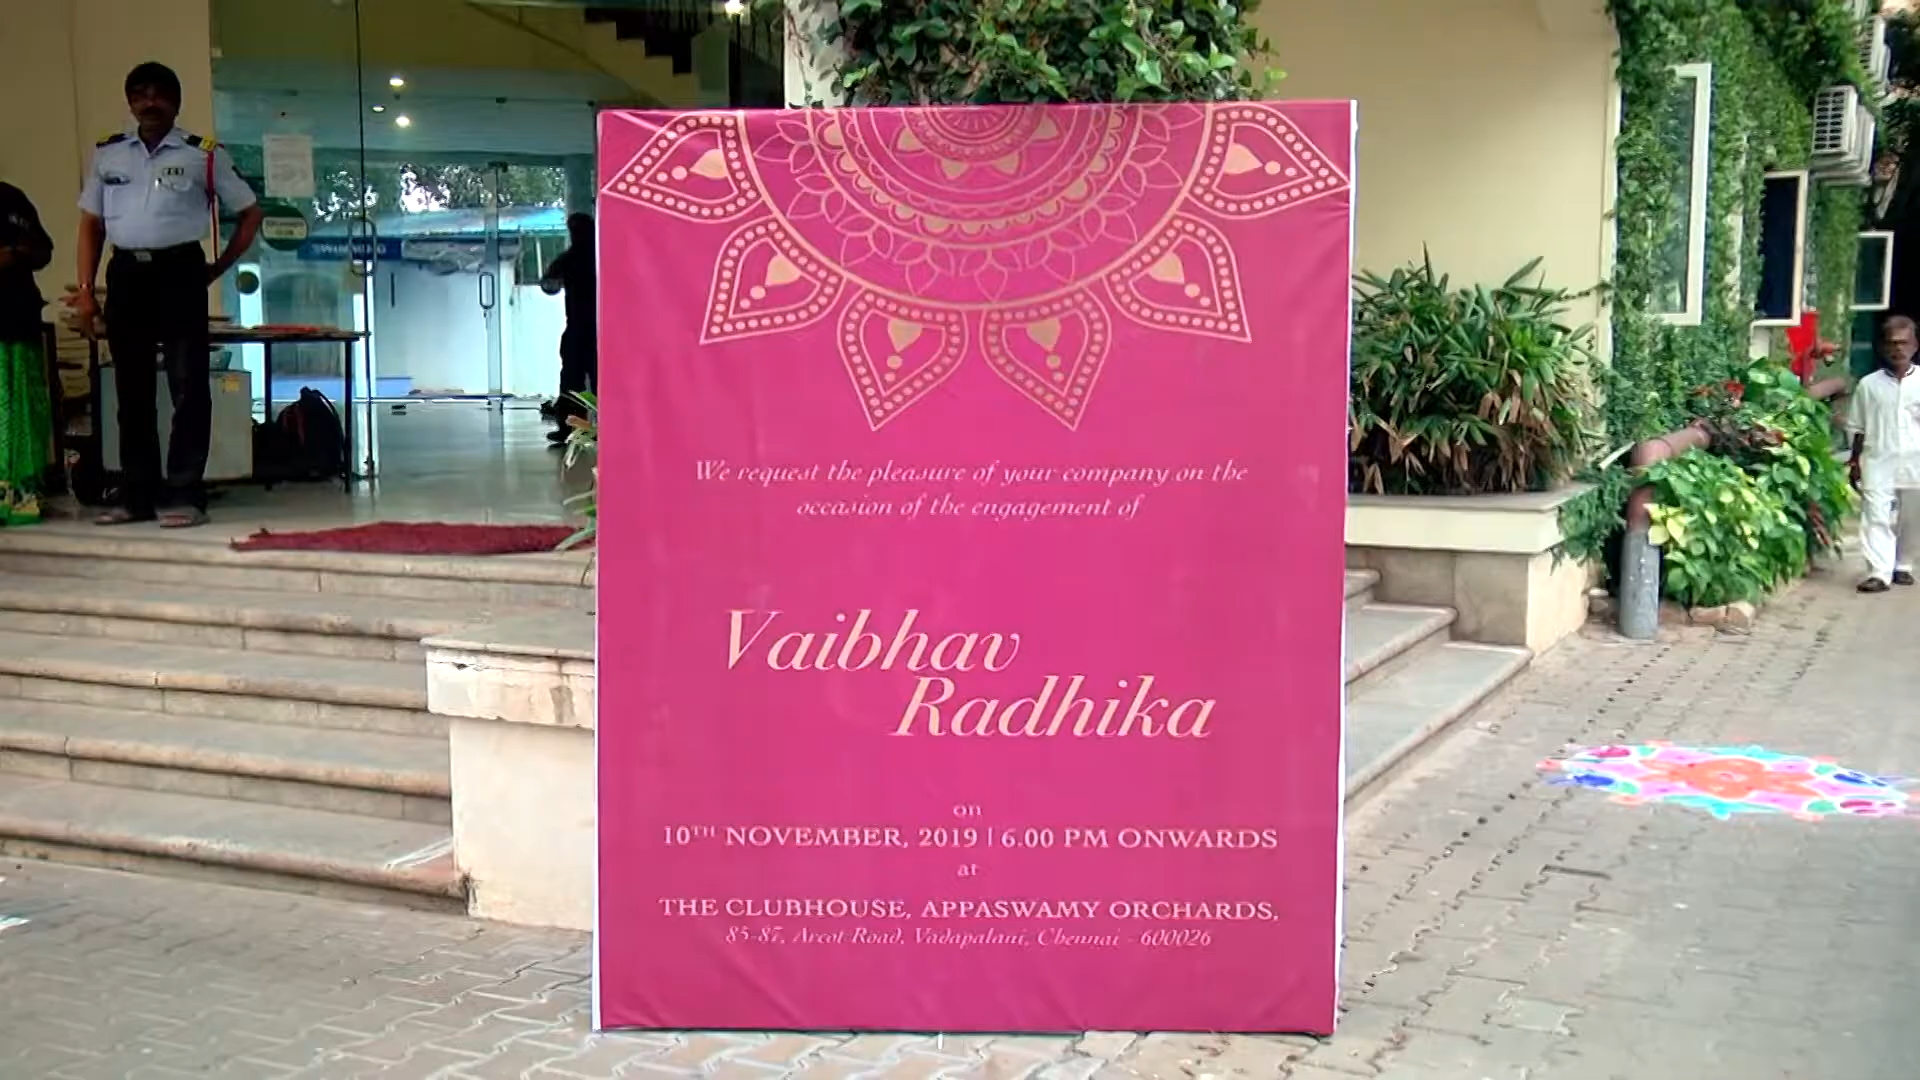 We request the pleasure of your company on the
occasion of the engagement of
Vaibhav
Radhika
on
10TH NOVEMBER, 2019 | 6.00 PM ONWARDS
at
THE CLUBHOUSE, APPASWAMY ORCHARDS,
85-87, Arcot Road, Vadapalani, Chennai - 600026